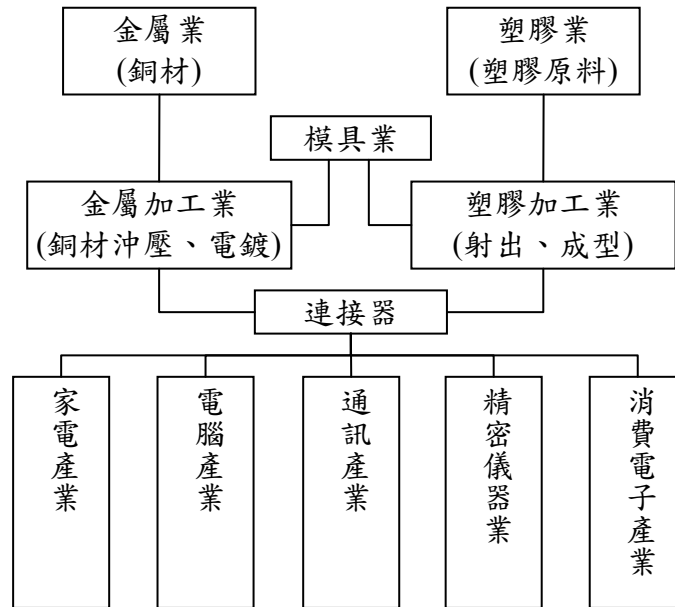 金屬業
(銅材)
塑膠業
(塑膠原料)
模具業
金屬加工業
(銅材沖壓、電鍍)
塑膠加工業
(射出、成型)
連接器
家電產業
電腦產業
通訊產業
精密儀器業
消費電子產業